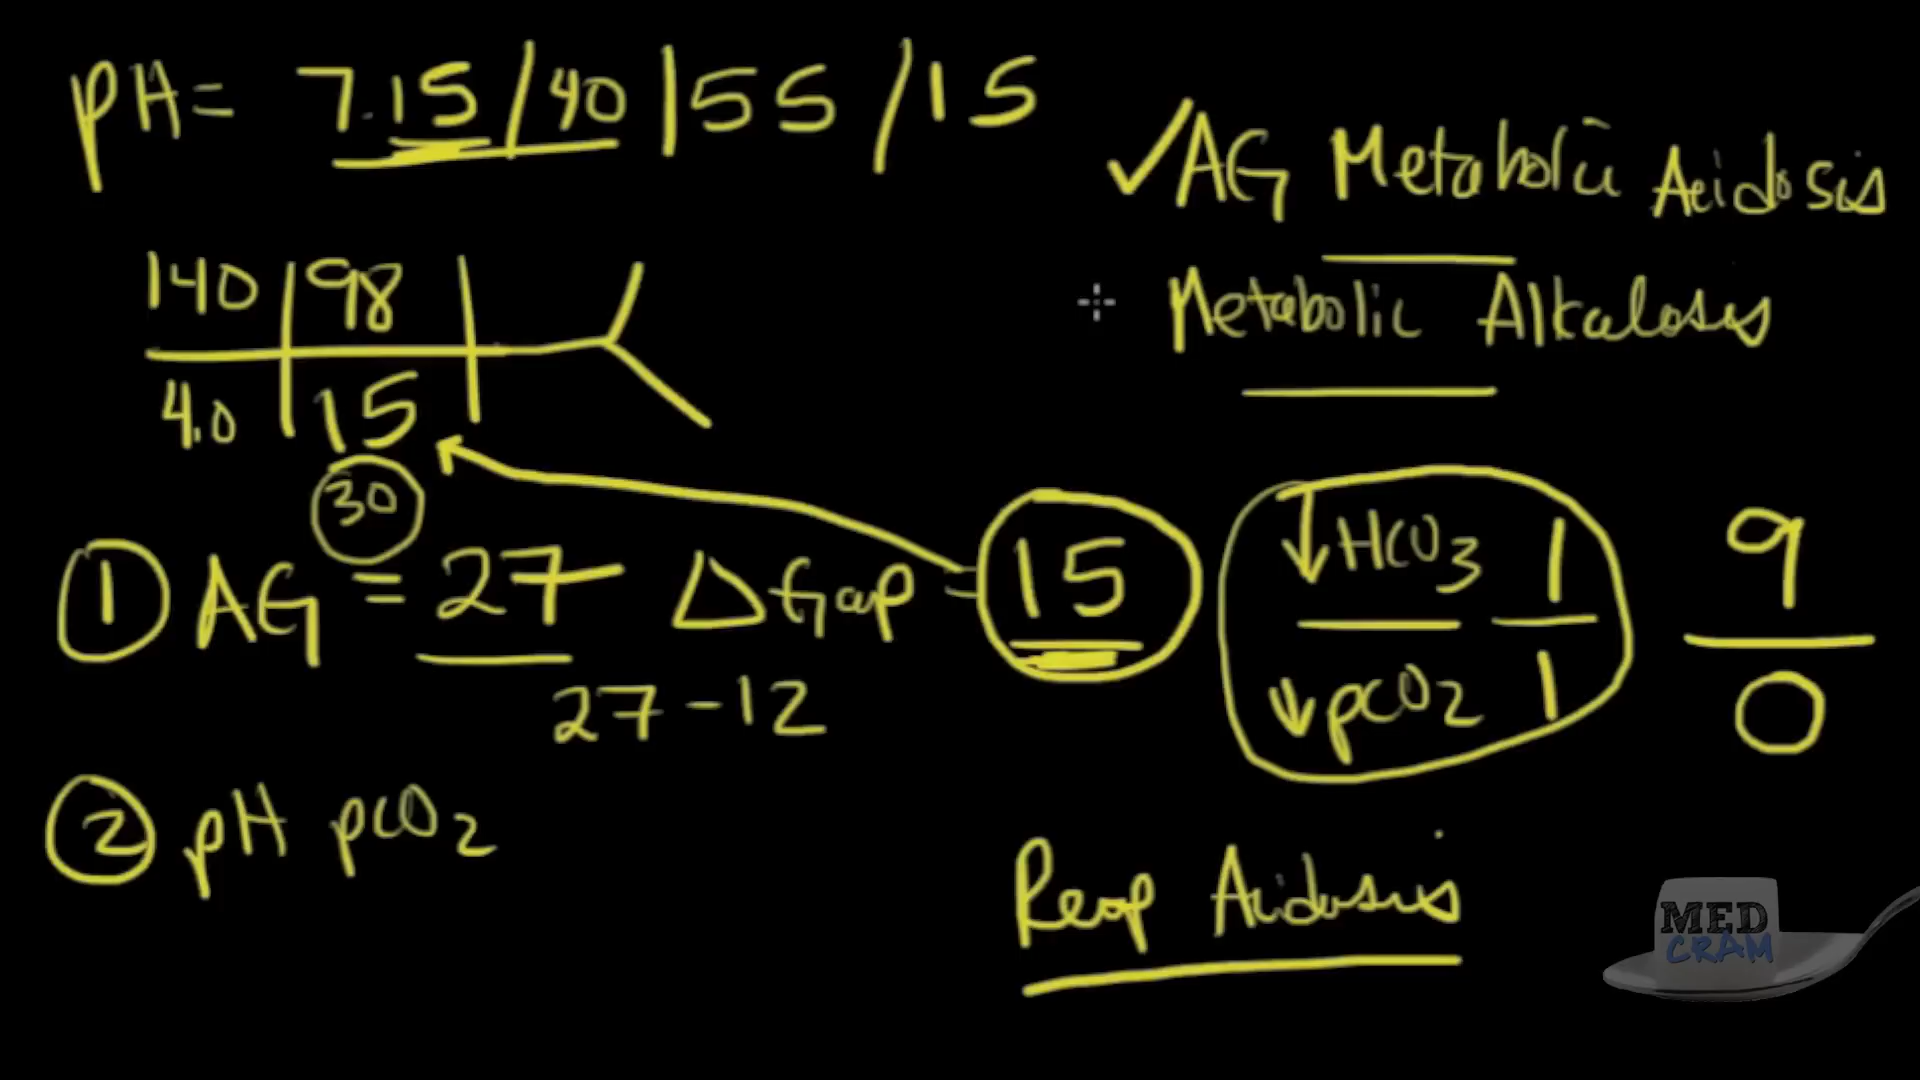 pH = 7.15 / 40 / 55 / 15
✓ AG Metabolic Acidosis
140 | 98
4.0 | 15
Metabolic Alkalosis
30
① AG = 27 ΔGap = 15
27 - 12
↓HCO3 1
↓pCO2 1
9
0
② pH pCO2
Resp Acidosis
MED
CRAM